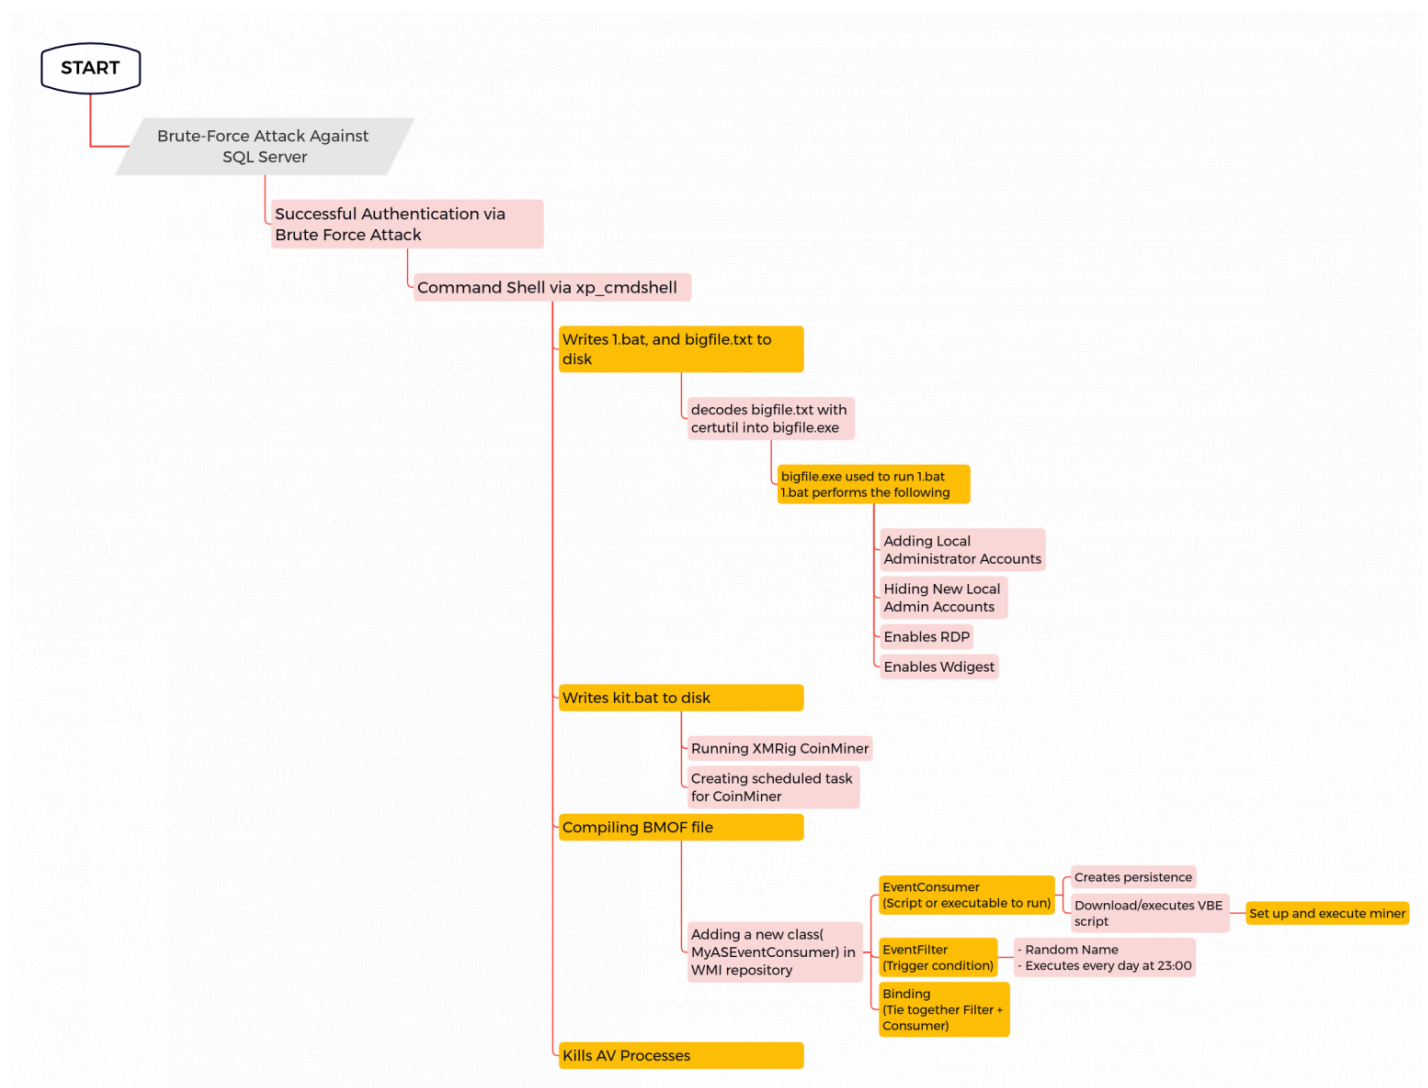 START
Brute-Force Attack Against
SQL Server
Successful Authentication via
Brute Force Attack
Command Shell via xp_cmdshell
Writes 1.bat, and bigfile.txt to
disk
decodes bigfile.txt with
certutil into bigfile.exe
bigfile.exe used to run 1.bat
1.bat performs the following
Adding Local
Administrator Accounts
Hiding New Local
Admin Accounts
Enables RDP
Enables Wdigest
Writes kit.bat to disk
Running XMRig CoinMiner
Creating scheduled task
for CoinMiner
Compiling BMOF file
Adding a new class(
MyASEventConsumer) in
WMI repository
EventConsumer
(Script or executable to run)
Creates persistence
Download/executes VBE
script
Set up and execute miner
EventFilter
(Trigger condition)
- Random Name
- Executes every day at 23:00
Binding
(Tie together Filter +
Consumer)
Kills AV Processes